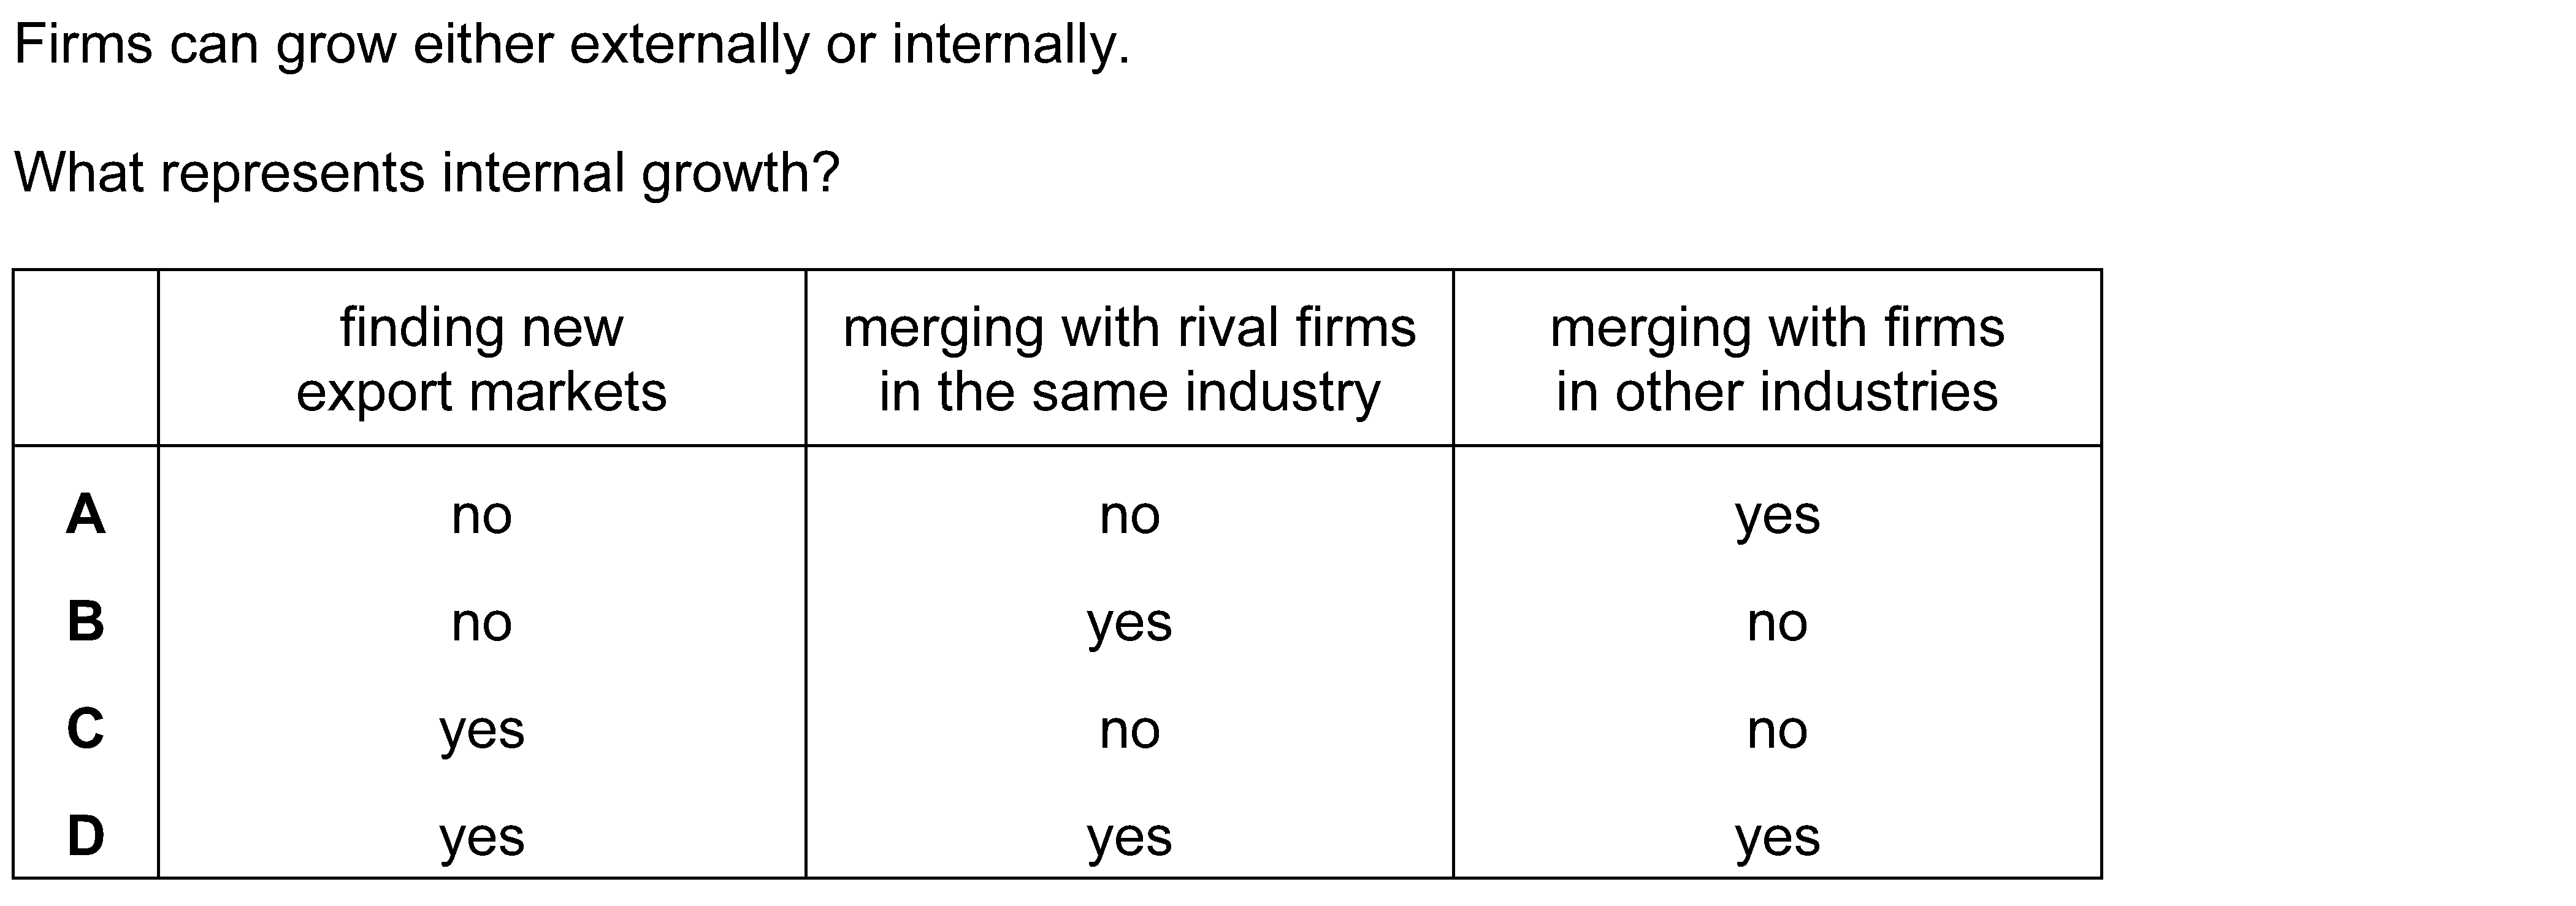 Firms can grow either externally or internally.
What represents internal growth?
finding new
export markets
merging with rival firms
in the same industry
merging with firms
in other industries
A no no yes
B no yes no
C yes no no
D yes yes yes